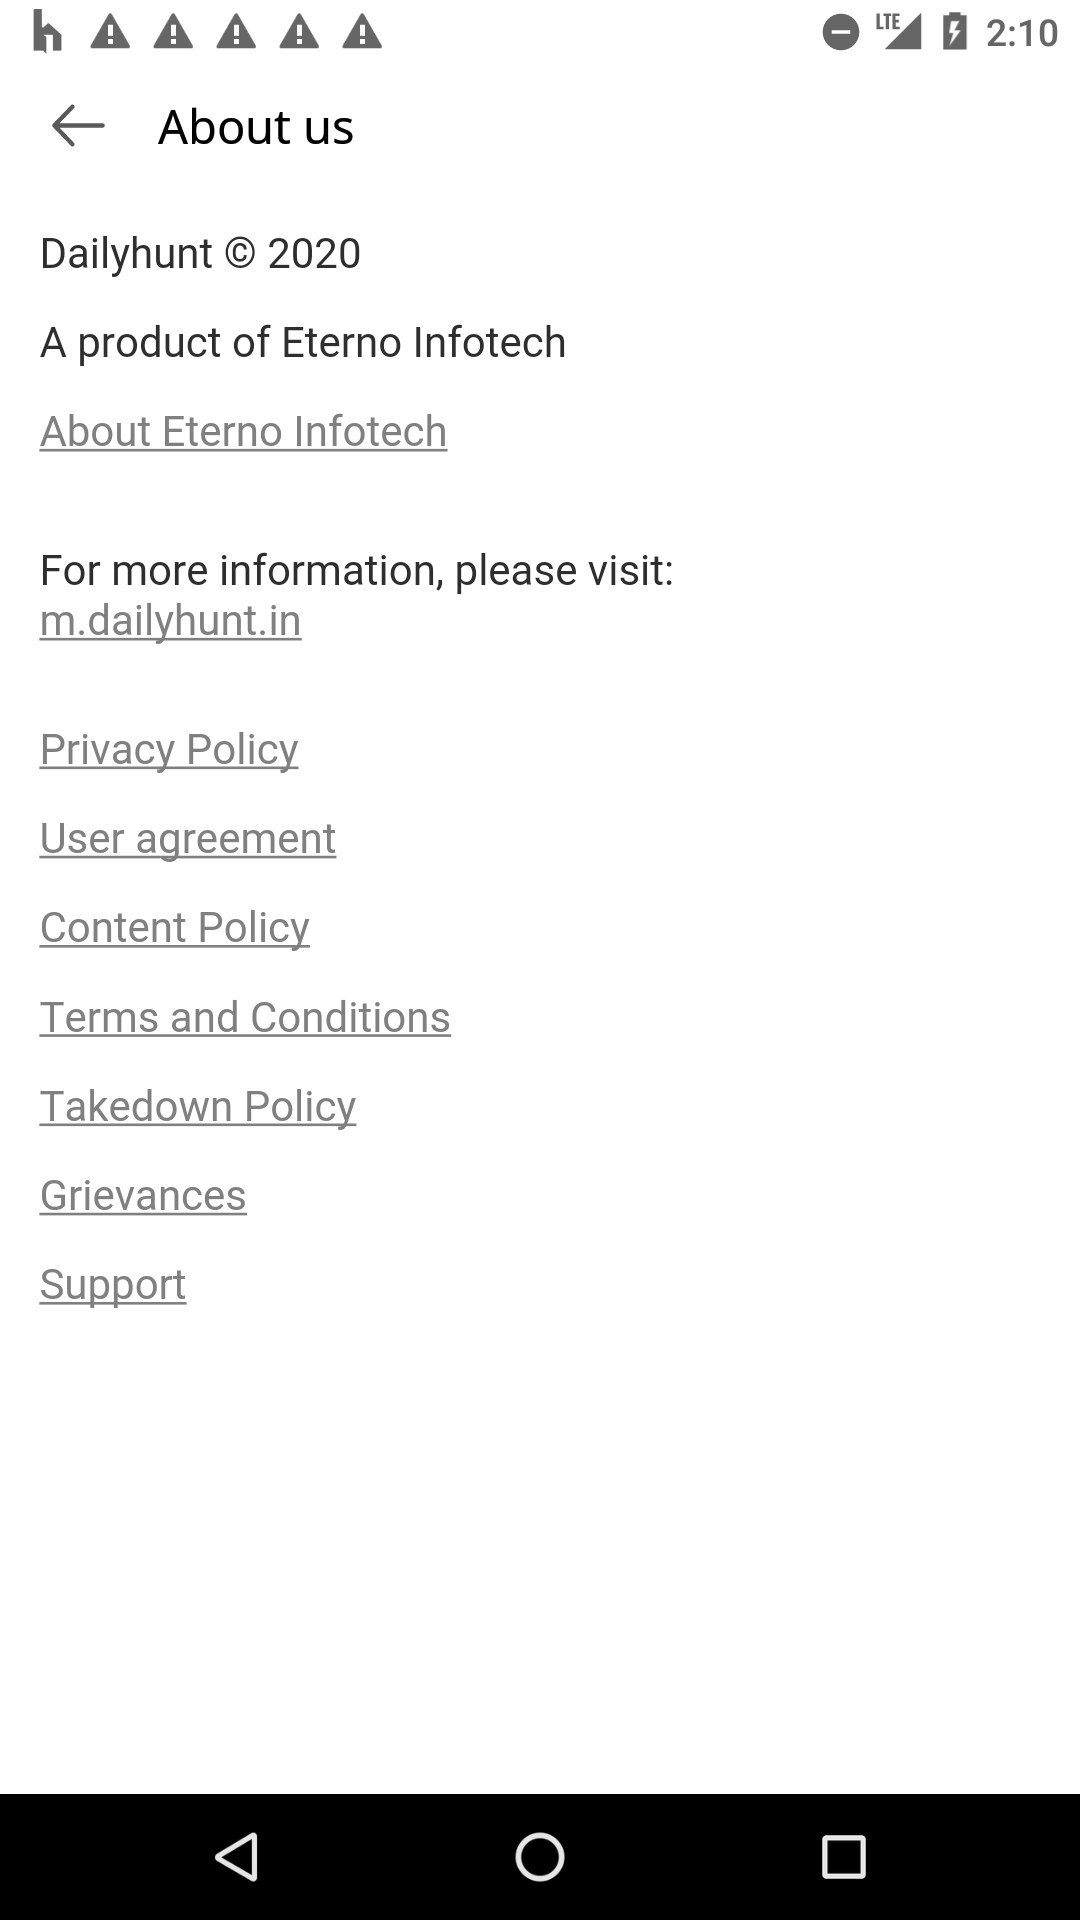 LTE 2:10
About us
Dailyhunt © 2020
A product of Eterno Infotech
About Eterno Infotech
For more information, please visit:
m.dailyhunt.in
Privacy Policy
User agreement
Content Policy
Terms and Conditions
Takedown Policy
Grievances
Support